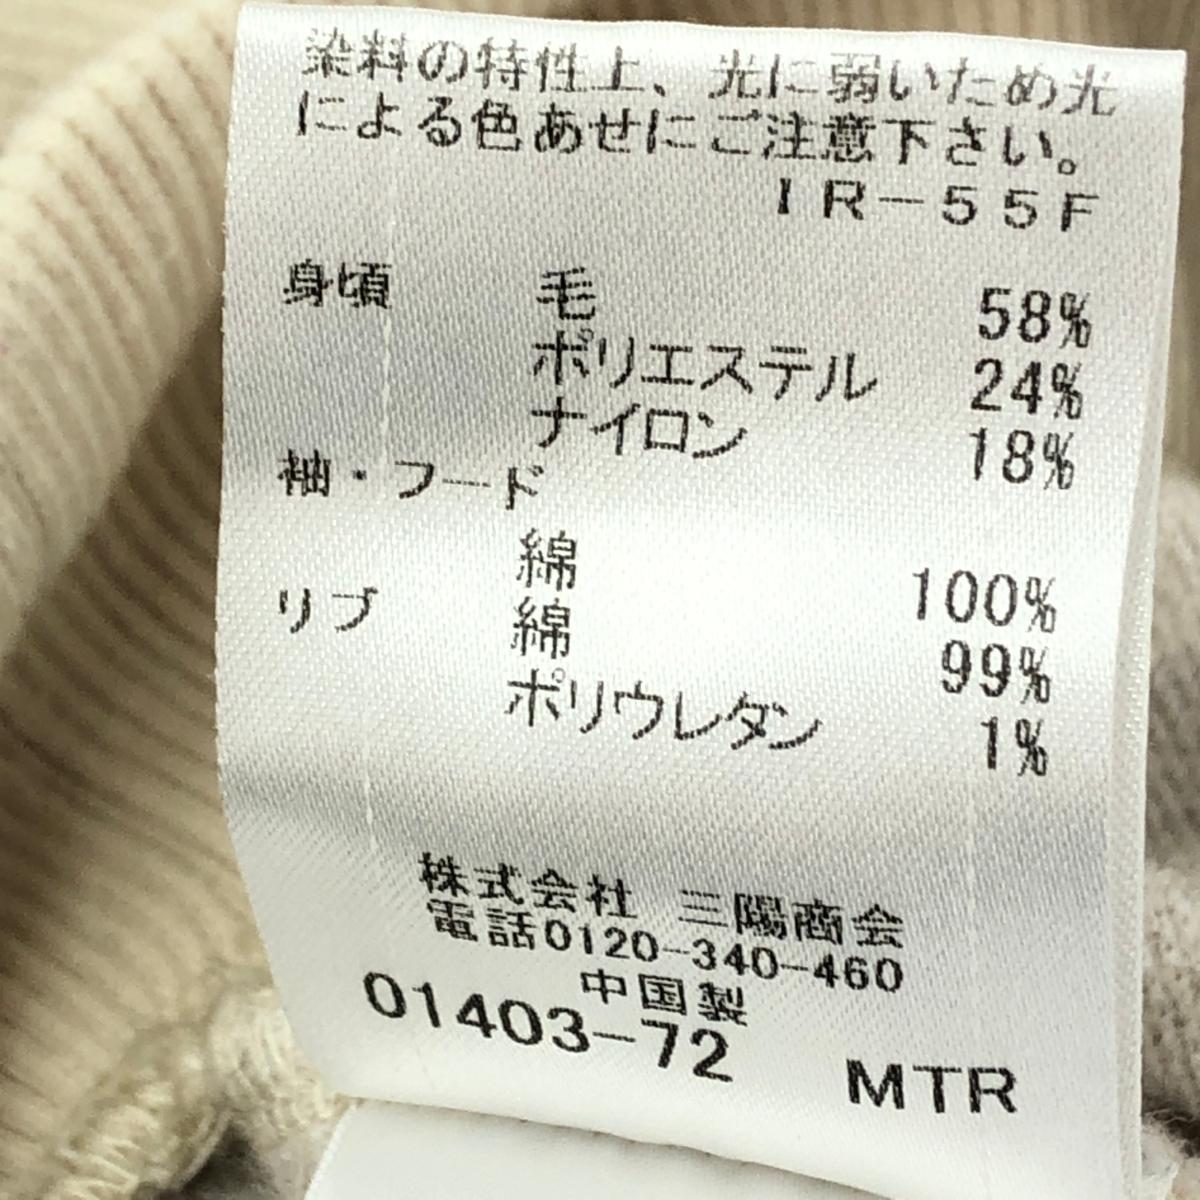 染料の特性上、光に弱いため光
による色あせにご注意下さい。
IR-55F
身頃 毛 58%
ポリエステル 24%
ナイロン 18%
袖・フード
綿 100%
リブ 綿 99%
ポリウレタン 1%
株式会社 三陽商会
電話0120-340-460
中国製
01403-72 MTR